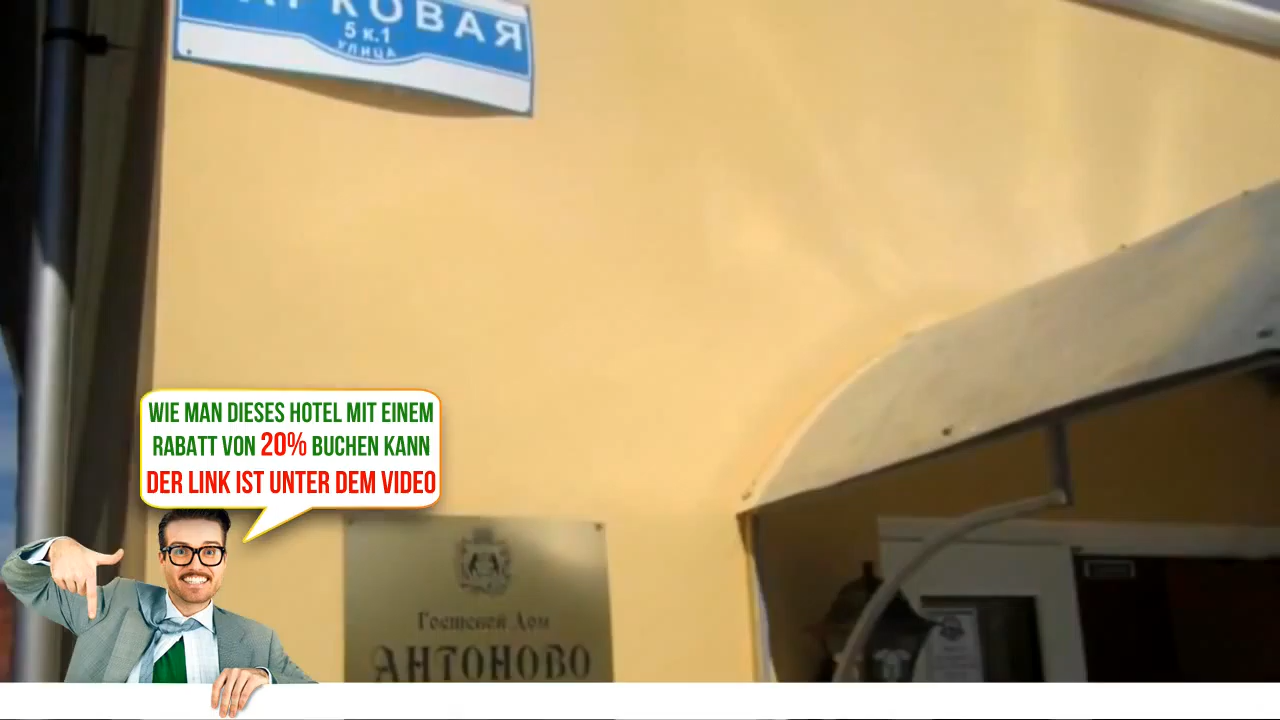 КОВАЯ
5 к.1
УЛИЦА
WIE MAN DIESES HOTEL MIT EINEM
RABATT VON 20% BUCHEN KANN
DER LINK IST UNTER DEM VIDEO
Гостевой Дом
АНТОНОВО